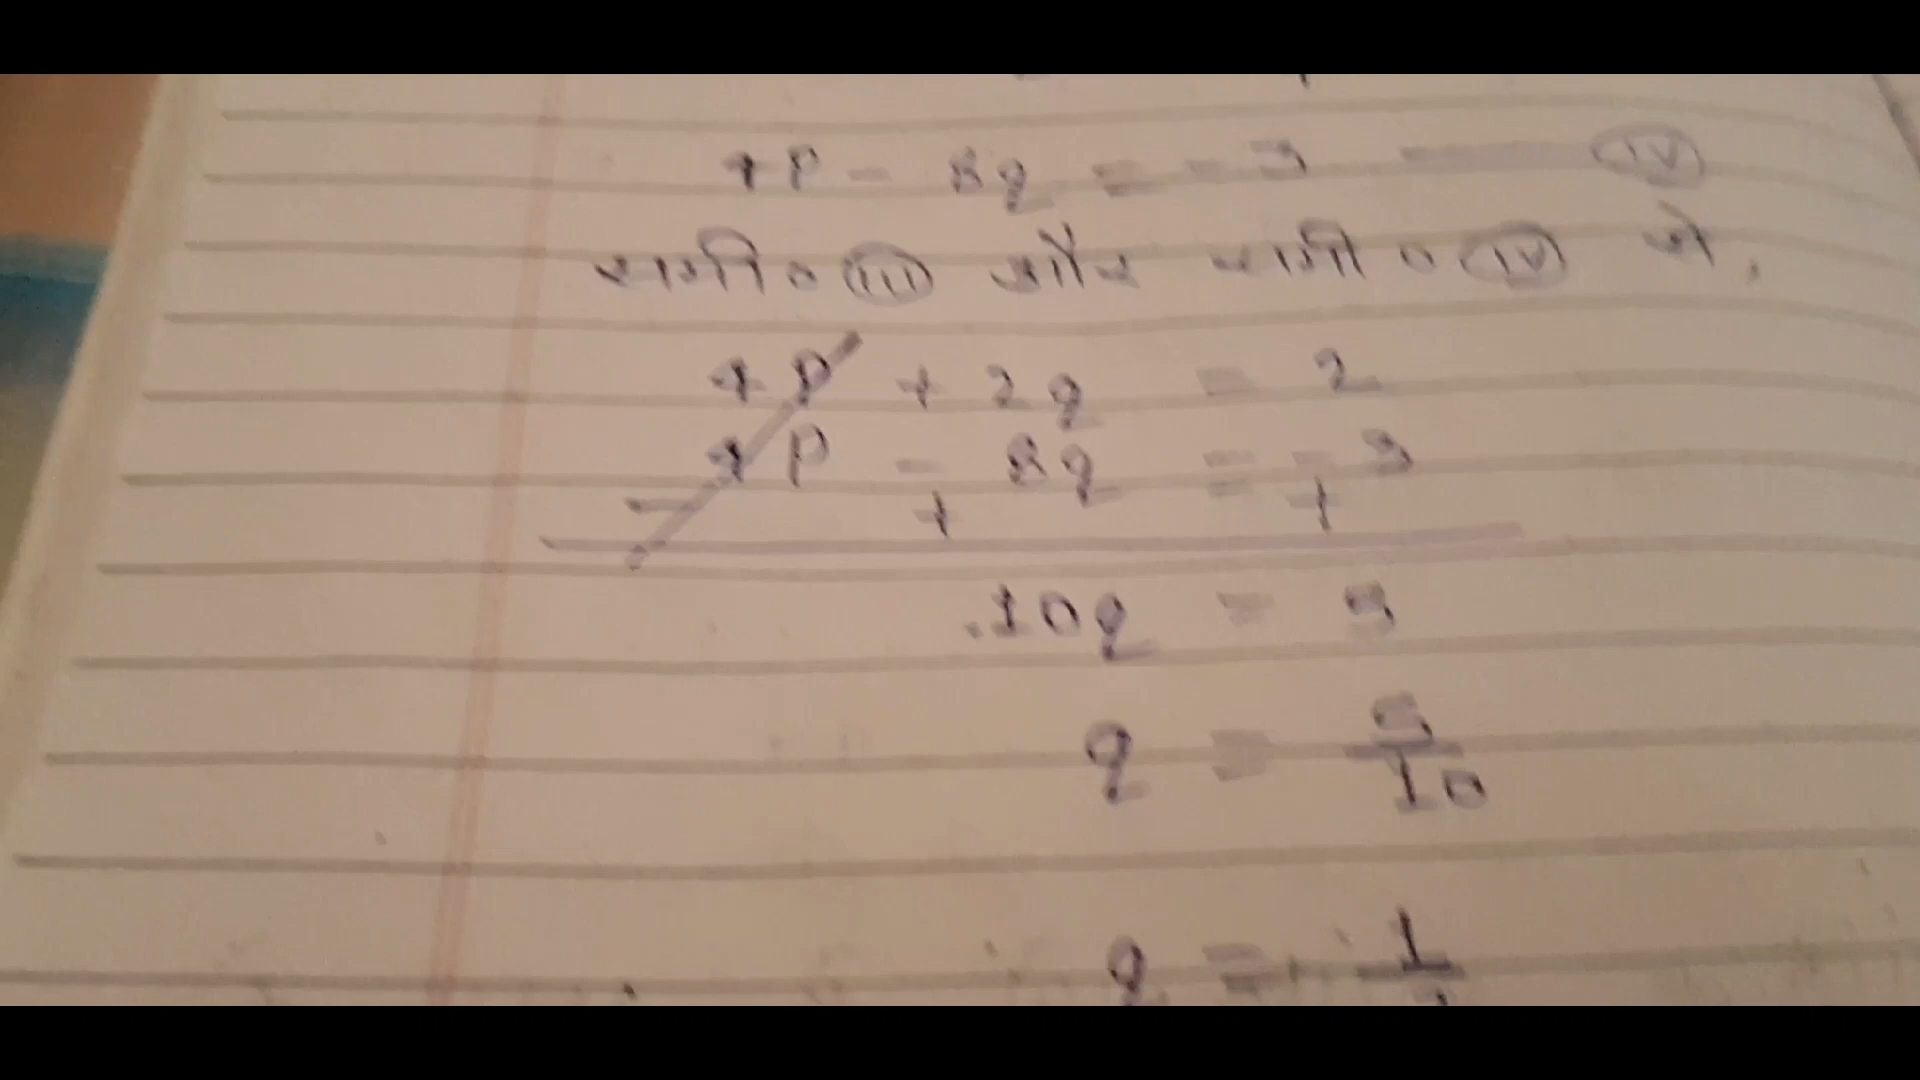 4P - 8q = - 3 (iv)
समी० (iii) और समी० (iv) से,
4P + 2q = 2
4P - 8q = - 3
- + +
10q = 5
q = 5/10
q = 1/